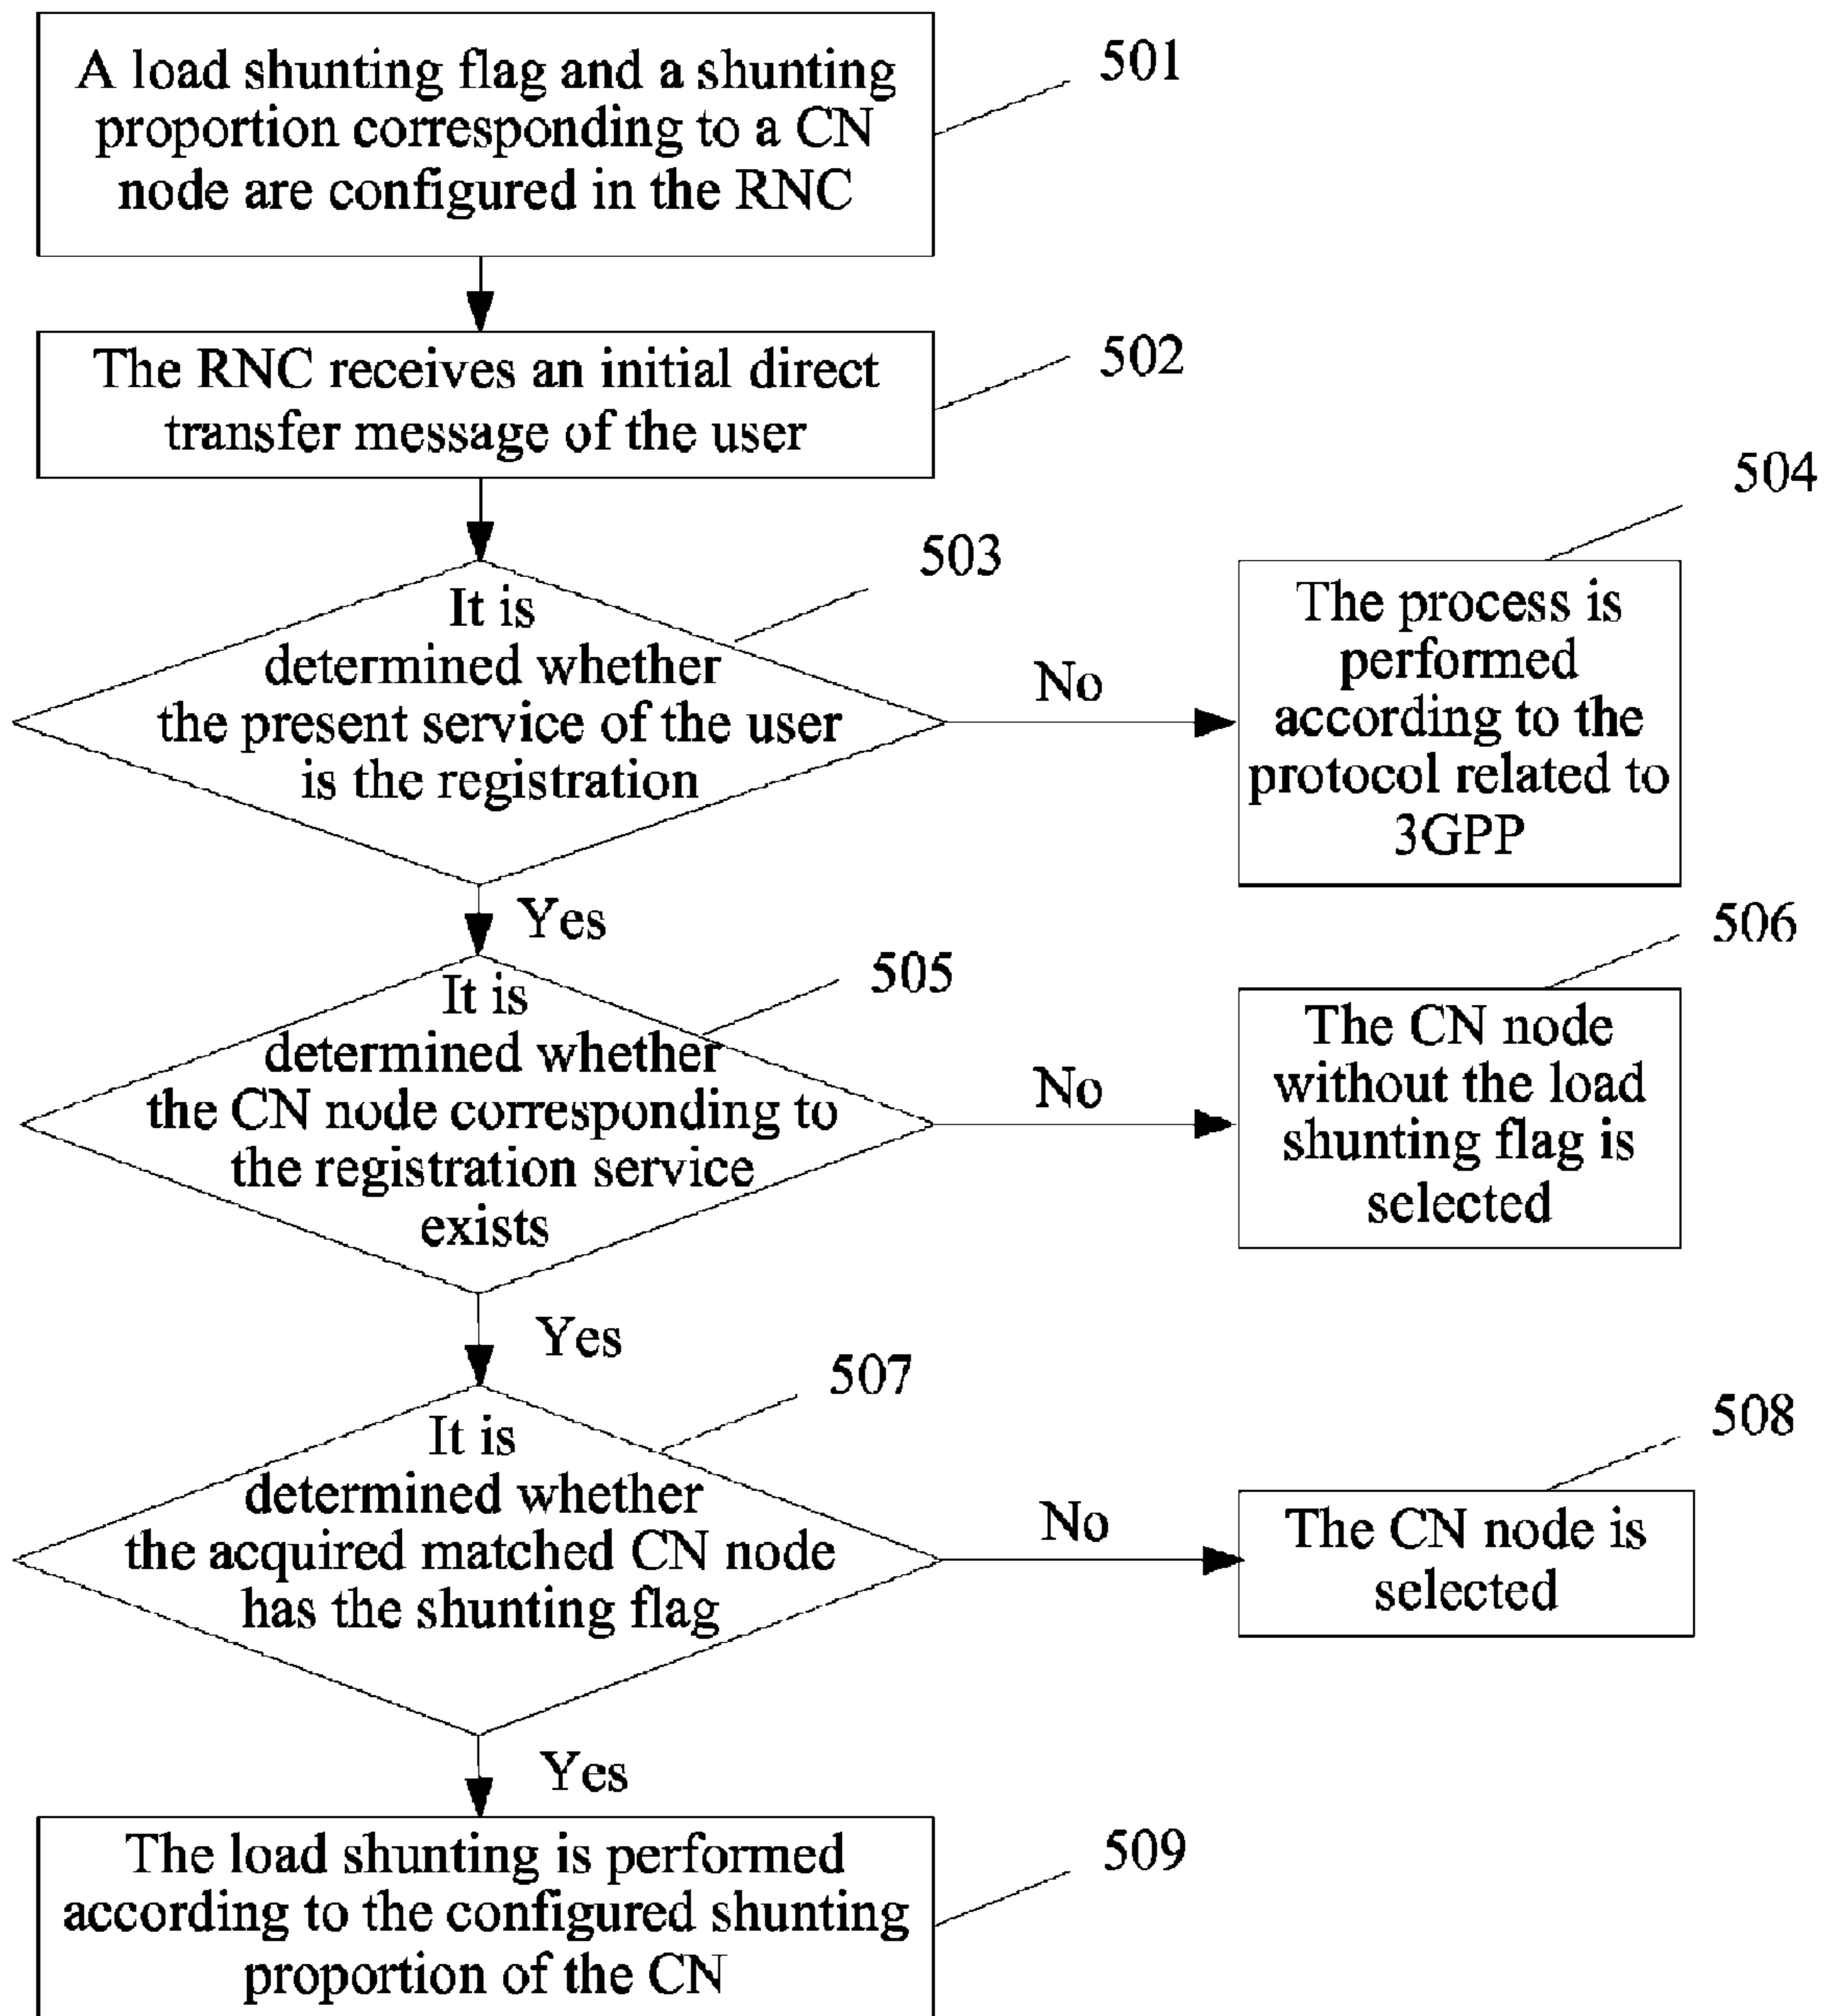 A load shunting flag and a shunting
proportion corresponding to a CN
node are configured in the RNC
501
The RNC receives an initial direct
transfer message of the user
502
503
It is
determined whether
the present service of the user
is the registration
No
504
The process is
performed
according to the
protocol related to
3GPP
Yes
505
It is
determined whether
the CN node corresponding to
the registration service
exists
No
506
The CN node
without the load
shunting flag is
selected
Yes
507
It is
determined whether
the acquired matched CN node
has the shunting flag
No
508
The CN node is
selected
Yes
The load shunting is performed
according to the configured shunting
proportion of the CN
509